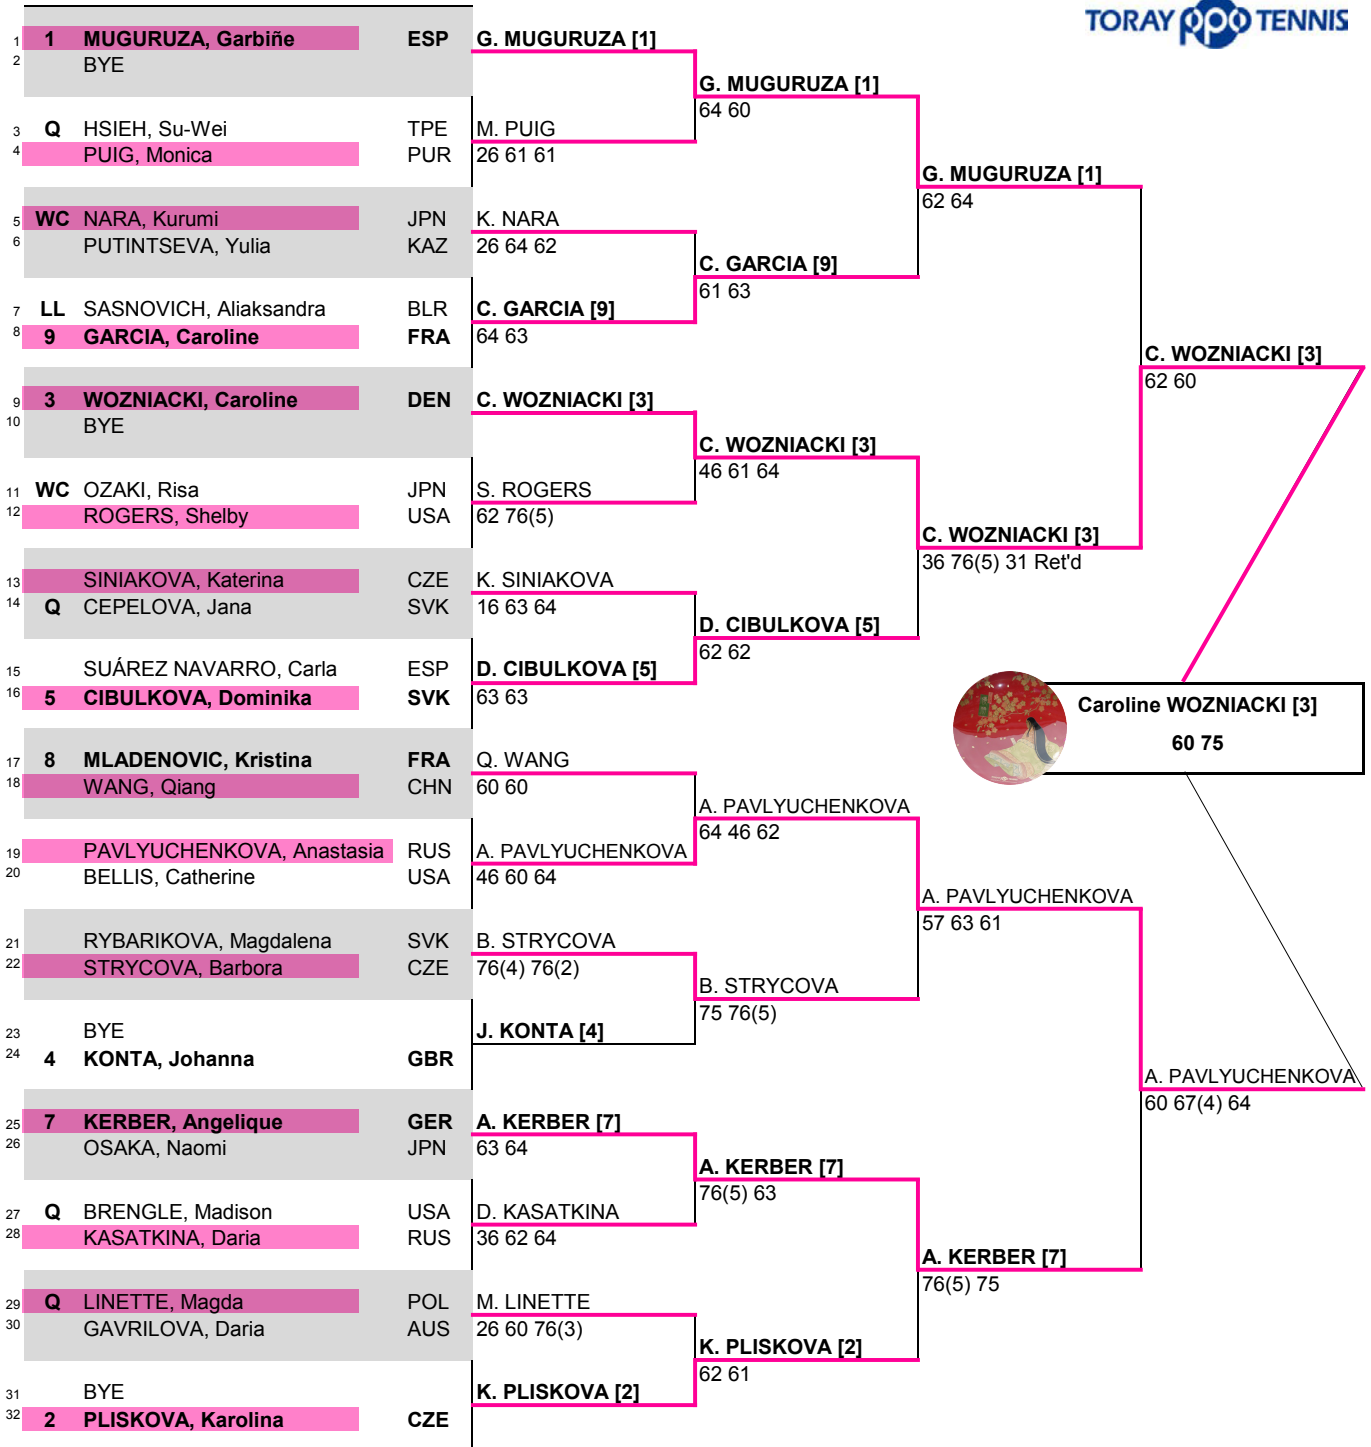 TORAY PPO TENNIS
1 1 MUGURUZA, Garbiñe ESP
2 BYE
3 Q HSIEH, Su-Wei TPE
4 PUIG, Monica PUR
5 WC NARA, Kurumi JPN
6 PUTINTSEVA, Yulia KAZ
7 LL SASNOVICH, Aliaksandra BLR
8 9 GARCIA, Caroline FRA
9 3 WOZNIACKI, Caroline DEN
10 BYE
11 WC OZAKI, Risa JPN
12 ROGERS, Shelby USA
13 SINIAKOVA, Katerina CZE
14 Q CEPELOVA, Jana SVK
15 SUÁREZ NAVARRO, Carla ESP
16 5 CIBULKOVA, Dominika SVK
17 8 MLADENOVIC, Kristina FRA
18 WANG, Qiang CHN
19 PAVLYUCHENKOVA, Anastasia RUS
20 BELLIS, Catherine USA
21 RYBARIKOVA, Magdalena SVK
22 STRYCOVA, Barbora CZE
23 BYE
24 4 KONTA, Johanna GBR
25 7 KERBER, Angelique GER
26 OSAKA, Naomi JPN
27 Q BRENGLE, Madison USA
28 KASATKINA, Daria RUS
29 Q LINETTE, Magda POL
30 GAVRILOVA, Daria AUS
31 BYE
32 2 PLISKOVA, Karolina CZE
G. MUGURUZA [1]
M. PUIG
26 61 61
K. NARA
26 64 62
C. GARCIA [9]
64 63
C. WOZNIACKI [3]
S. ROGERS
62 76(5)
K. SINIAKOVA
16 63 64
D. CIBULKOVA [5]
63 63
Q. WANG
60 60
A. PAVLYUCHENKOVA
46 60 64
B. STRYCOVA
76(4) 76(2)
J. KONTA [4]
A. KERBER [7]
63 64
D. KASATKINA
36 62 64
M. LINETTE
26 60 76(3)
K. PLISKOVA [2]
G. MUGURUZA [1]
64 60
C. GARCIA [9]
61 63
C. WOZNIACKI [3]
46 61 64
D. CIBULKOVA [5]
62 62
A. PAVLYUCHENKOVA
64 46 62
B. STRYCOVA
75 76(5)
A. KERBER [7]
76(5) 63
K. PLISKOVA [2]
62 61
G. MUGURUZA [1]
62 64
C. WOZNIACKI [3]
36 76(5) 31 Ret'd
A. PAVLYUCHENKOVA
57 63 61
A. KERBER [7]
76(5) 75
C. WOZNIACKI [3]
62 60
A. PAVLYUCHENKOVA
60 67(4) 64
Caroline WOZNIACKI [3]
60 75